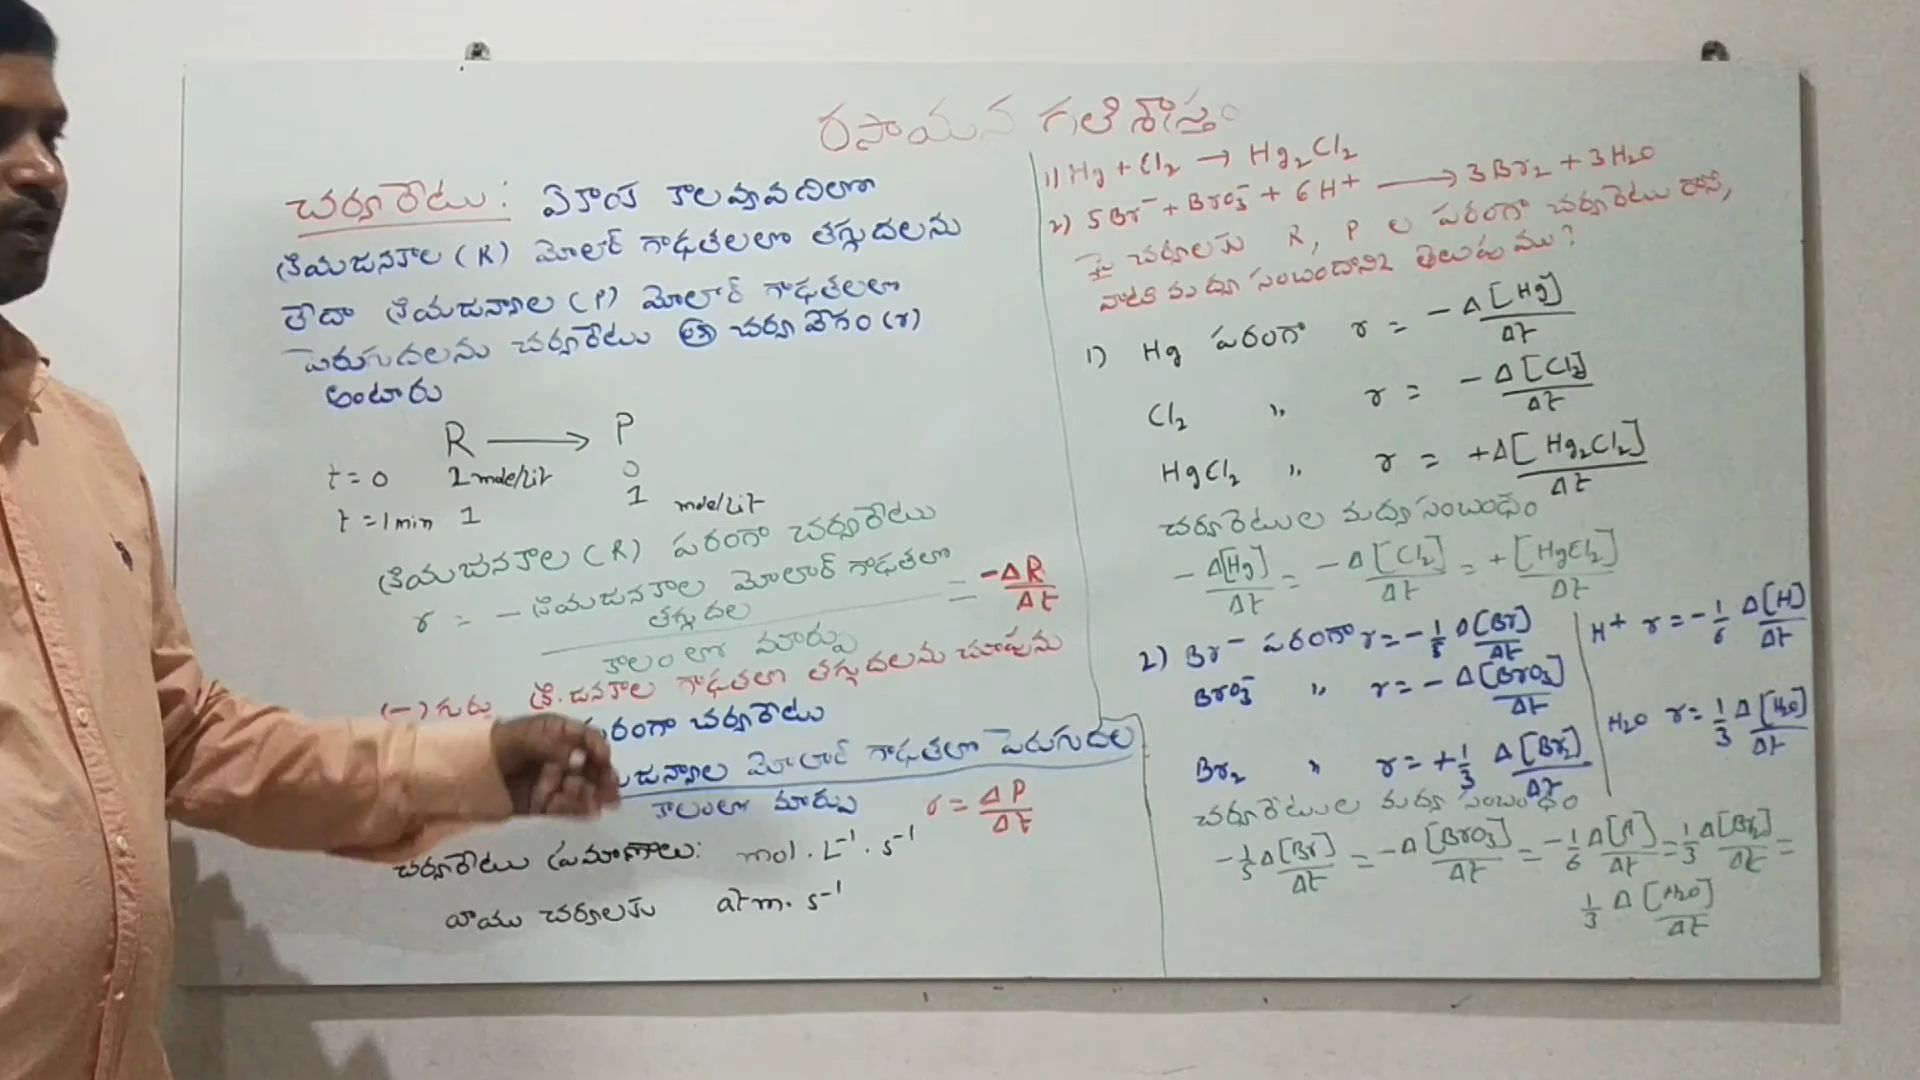 రసాయన గతిశాస్త్రం
చర్యారేటు: ఏకాంక కాలవ్యవధిలో
క్రియజనకాల (R) మోలార్ గాఢతలలో తగ్గుదలను
లేదా క్రియజన్యాల (P) మోలార్ గాఢతలలో
పెరుగుదలను చర్యారేటు చర్యా వేగం (r)
అంటారు
R ⟶ P
t = 0 2 mole/Lit 0
t = 1 min 1 1 mole/Lit
క్రియజనకాల (R) పరంగా చర్యారేటు
r = - క్రియజనకాల మోలార్ గాఢతలో తగ్గుదల / కాలం లో మార్పు = -ΔR/Δt
(-) గుర్తు క్రి.జనకాల గాఢతలో తగ్గుదలను చూపును
పరంగా చర్యారేటు
జన్యాల మోలార్ గాఢతలో పెరుగుదల
కాలంలో మార్పు r = ΔP/Δt
చర్యారేటు ప్రమాణాలు: mol . L⁻¹ . s⁻¹
వాయు చర్యలకు atm. s⁻¹
1) Hg + Cl₂ → Hg₂Cl₂
2) 5Br⁻ + BrO₃⁻ + 6H⁺ ⟶ 3Br₂ + 3H₂O
పై చర్యలకు R, P ల పరంగా చర్యారేటు రాసి,
వాటి మధ్య సంబందాన్ని తెలుపుము?
1) Hg పరంగా r = -Δ[Hg]/Δt
Cl₂ ,, r = -Δ[Cl₂]/Δt
HgCl₂ ,, r = +Δ[Hg₂Cl₂]/Δt
చర్యారేటుల మధ్యసంబంధం
-Δ[Hg]/Δt = -Δ[Cl₂]/Δt = +[HgCl₂]/Δt
2) Br⁻ పరంగా r = -1/5 Δ[Br]/Δt
BrO₃⁻ ,, r = -Δ[BrO₃]/Δt
Br₂ ,, r = +1/3 Δ[Br₂]/Δt
H⁺ r = -1/6 Δ[H]/Δt
H₂O r = 1/3 Δ[H₂O]/Δt
చర్యారేటుల మధ్య సంబంధం
-1/5 Δ[Br]/Δt = -Δ[BrO₃]/Δt = -1/6 Δ[H]/Δt = 1/3 Δ[Br₂]/Δt =
1/3 Δ[H₂O]/Δt